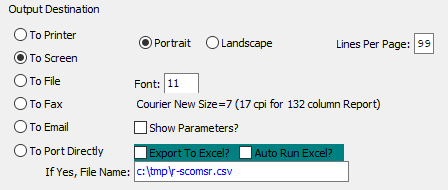 Output Destination
To Printer
Portrait Landscape Lines Per Page: 99
To Screen
To File Font: 11
To Fax Courier New Size=7 (17 cpi for 132 column Report)
To Email Show Parameters?
To Port Directly Export To Excel? Auto Run Excel?
If Yes, File Name: c:\tmp\r-scomsr.csv